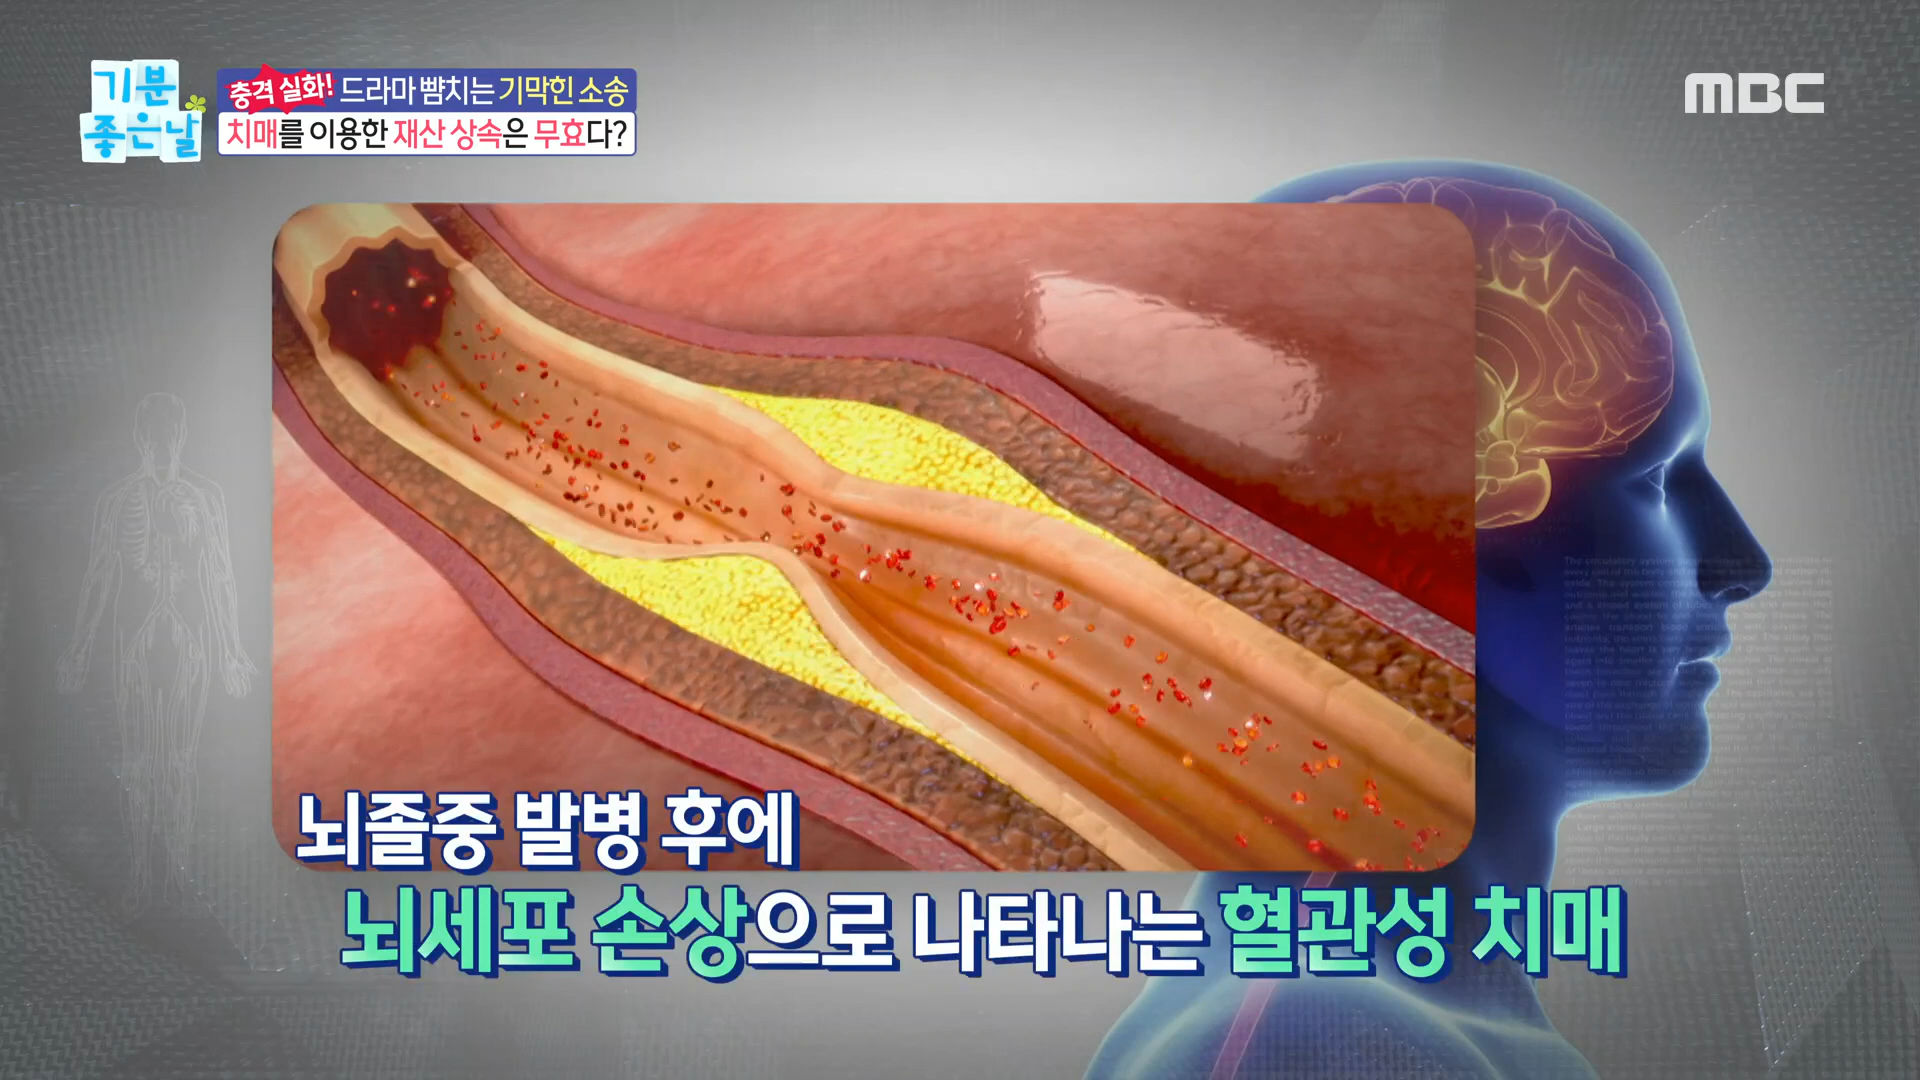 기분
좋은날
충격 실화! 드라마 뺨치는 기막힌 소송
치매를 이용한 재산 상속은 무효다?
MBC
뇌졸중 발병 후에
뇌세포 손상으로 나타나는 혈관성 치매